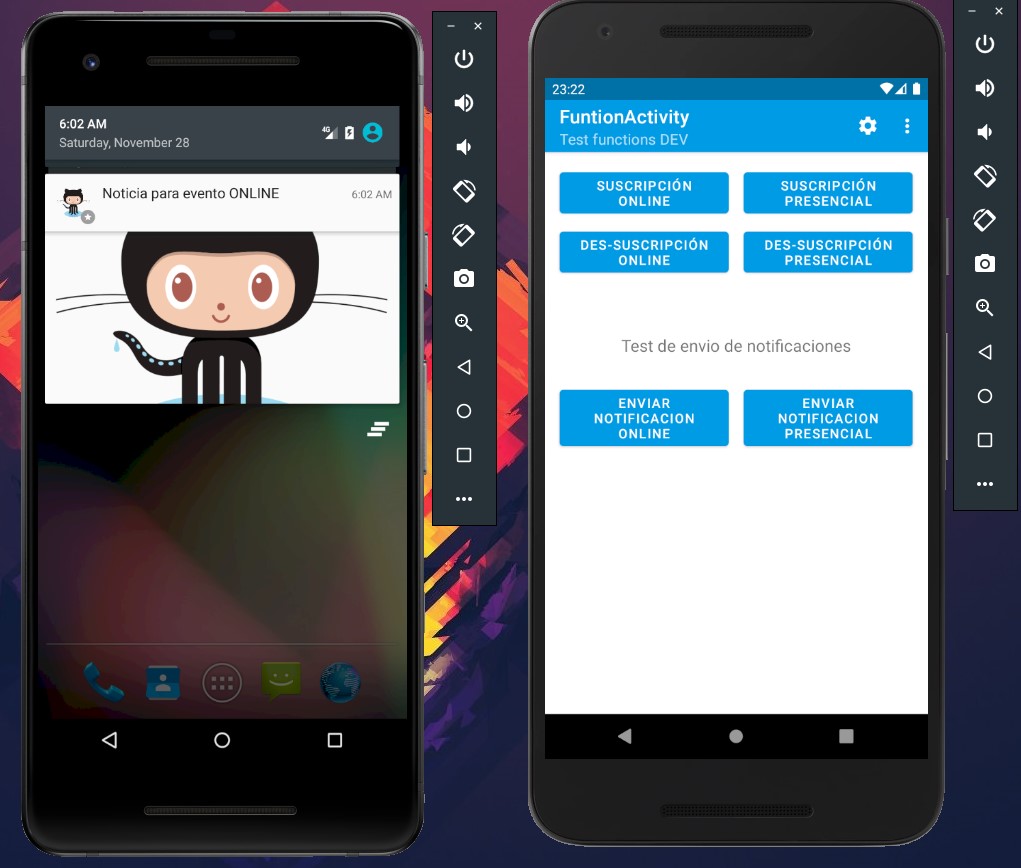 6:02 AM
Saturday, November 28
4G
Noticia para evento ONLINE
6:02 AM
23:22
FuntionActivity
Test functions DEV
SUSCRIPCIÓN
ONLINE
SUSCRIPCIÓN
PRESENCIAL
DES-SUSCRIPCIÓN
ONLINE
DES-SUSCRIPCIÓN
PRESENCIAL
Test de envio de notificaciones
ENVIAR
NOTIFICACION
ONLINE
ENVIAR
NOTIFICACION
PRESENCIAL